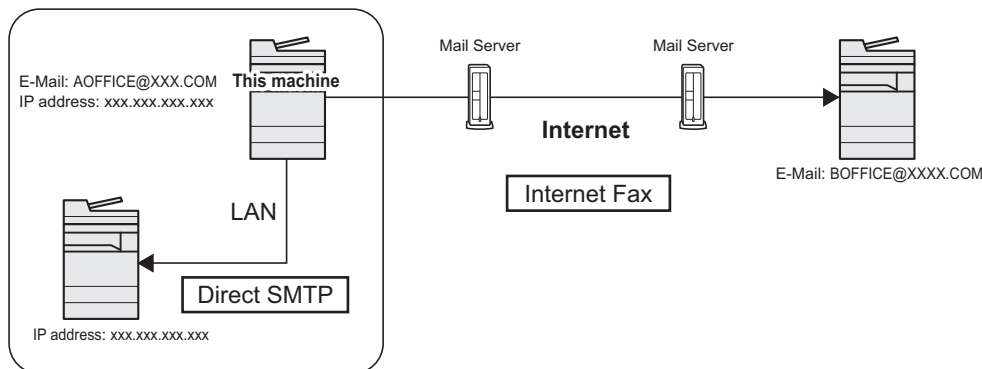 Mail Server
Mail Server
E-Mail: AOFFICE@XXX.COM
IP address: xxx.xxx.xxx.xxx
This machine
Internet
E-Mail: BOFFICE@XXXX.COM
Internet Fax
LAN
Direct SMTP
IP address: xxx.xxx.xxx.xxx